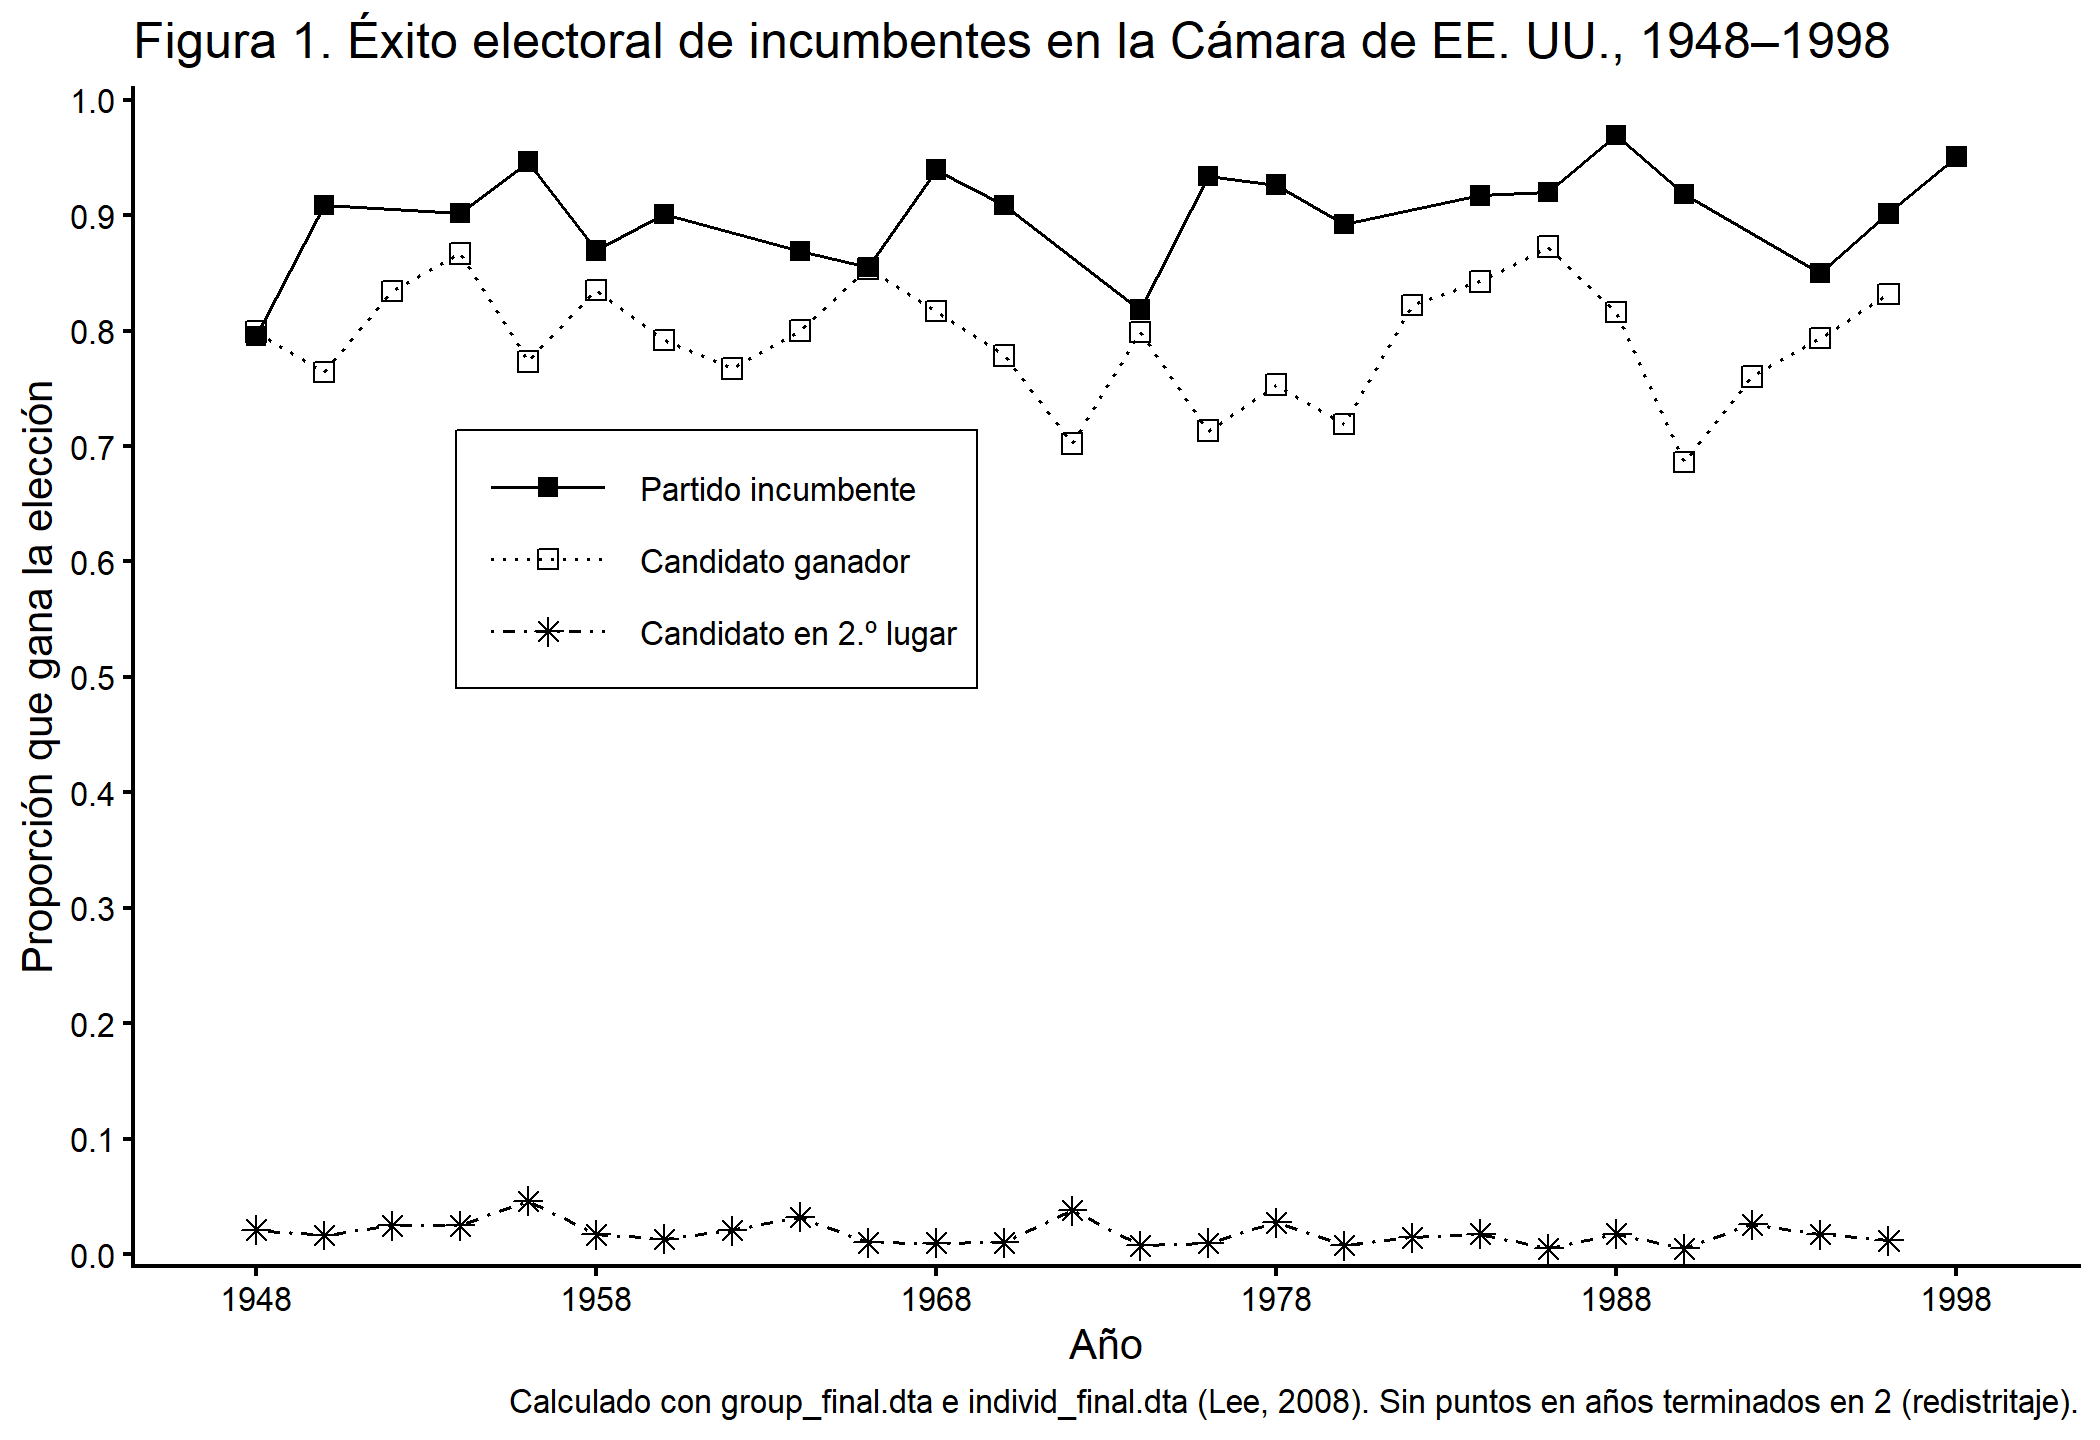 Figura 1. Éxito electoral de incumbentes en la Cámara de EE. UU., 1948–1998
Proporción que gana la elección
1.0
0.9
0.8
0.7
0.6
0.5
0.4
0.3
0.2
0.1
0.0
Partido incumbente
Candidato ganador
Candidato en 2.º lugar
1948 1958 1968 1978 1988 1998
Año
Calculado con group_final.dta e individ_final.dta (Lee, 2008). Sin puntos en años terminados en 2 (redistritaje).